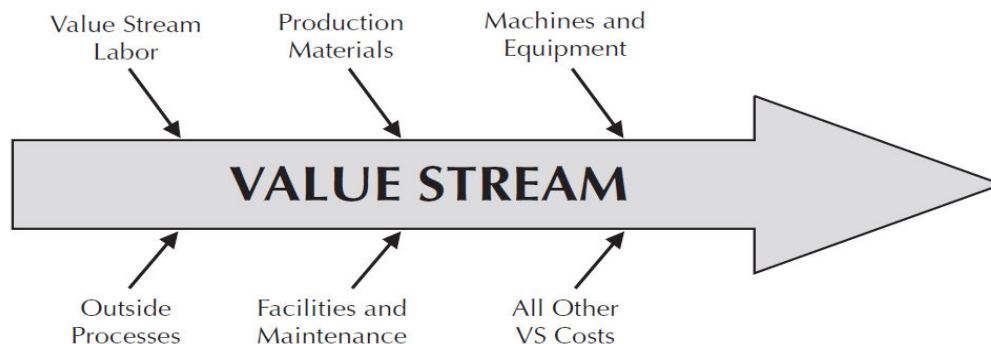 Value Stream
Labor
Production
Materials
Machines and
Equipment
VALUE STREAM
Outside
Processes
Facilities and
Maintenance
All Other
VS Costs